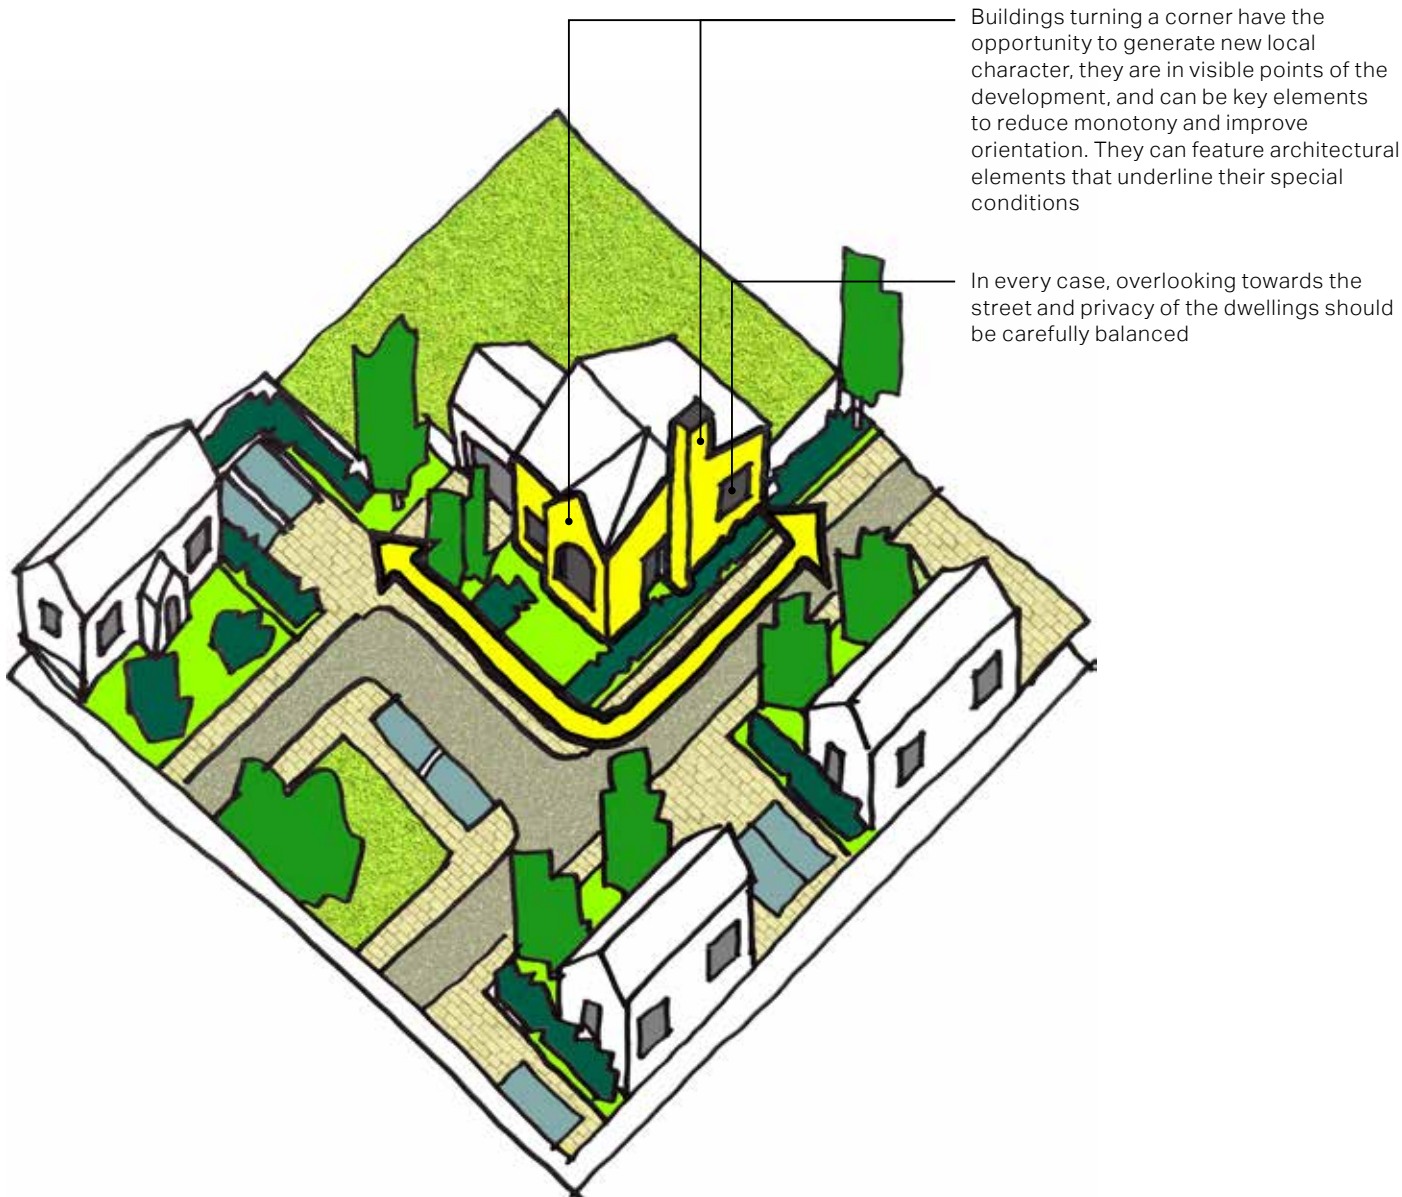 Buildings turning a corner have the
opportunity to generate new local
character, they are in visible points of the
development, and can be key elements
to reduce monotony and improve
orientation. They can feature architectural
elements that underline their special
conditions
In every case, overlooking towards the
street and privacy of the dwellings should
be carefully balanced